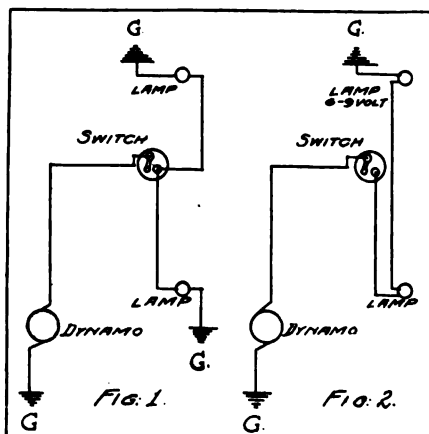 G.
LAMP
SWITCH
LAMP
DYNAMO
G.
G
FIG: 1.
G.
LAMP
6-9 VOLT
SWITCH
LAMP
DYNAMO
G
FIG: 2.